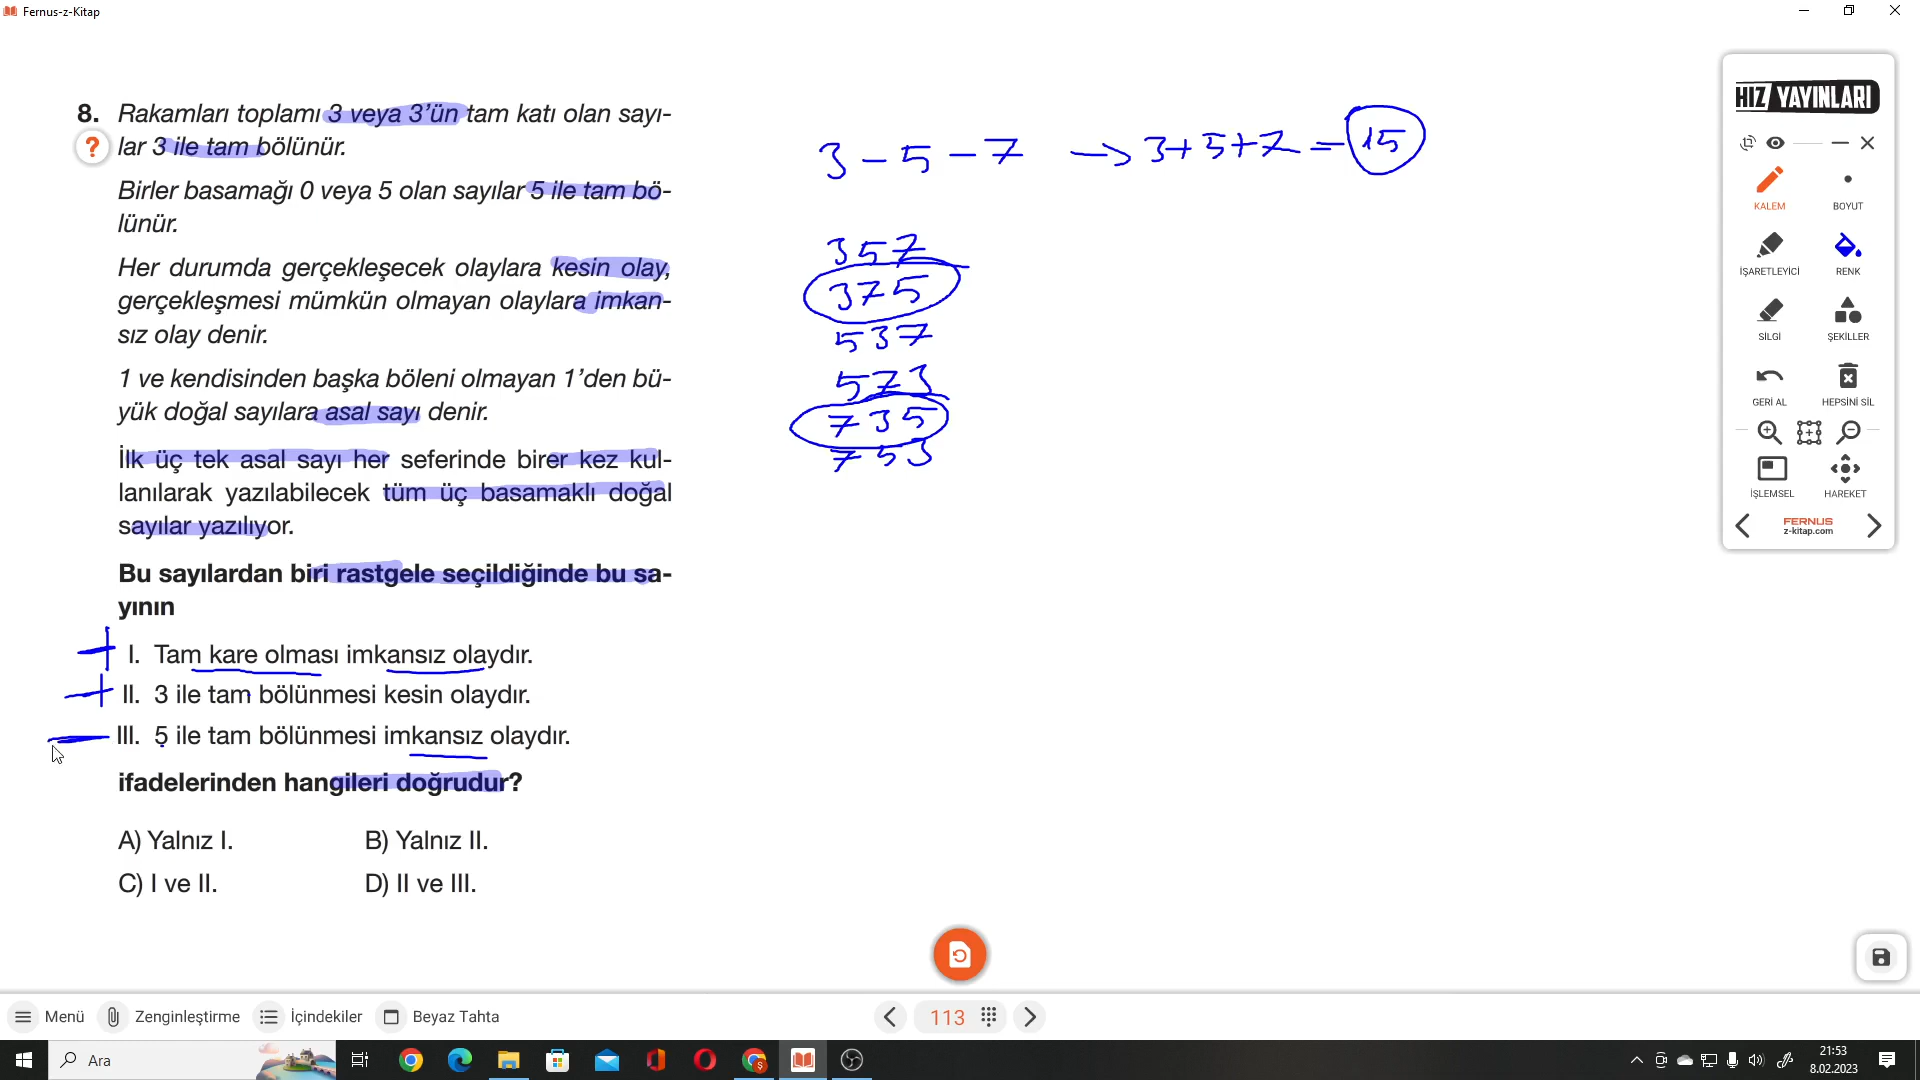 Fernus-z-Kitap
8. Rakamları toplamı 3 veya 3’ün tam katı olan sayı-
? lar 3 ile tam bölünür.
Birler basamağı 0 veya 5 olan sayılar 5 ile tam bö-
lünür.
Her durumda gerçekleşecek olaylara kesin olay,
gerçekleşmesi mümkün olmayan olaylara imkan-
sız olay denir.
1 ve kendisinden başka böleni olmayan 1’den bü-
yük doğal sayılara asal sayı denir.
İlk üç tek asal sayı her seferinde birer kez kul-
lanılarak yazılabilecek tüm üç basamaklı doğal
sayılar yazılıyor.
Bu sayılardan biri rastgele seçildiğinde bu sa-
yının
+ I. Tam kare olması imkansız olaydır.
+ II. 3 ile tam bölünmesi kesin olaydır.
— III. 5 ile tam bölünmesi imkansız olaydır.
ifadelerinden hangileri doğrudur?
A) Yalnız I. B) Yalnız II.
C) I ve II. D) II ve III.
3 - 5 - 7 → 3+5+7 = 15
357
375
537
573
735
753
HIZ YAYINLARI
KALEM BOYUT
İŞARETLEYİCİ RENK
SİLGİ ŞEKİLLER
GERİ AL HEPSİNİ SİL
İŞLEMSEL HAREKET
FERNUS
z-kitap.com
Menü Zenginleştirme İçindekiler Beyaz Tahta 113
Ara
21:53
8.02.2023